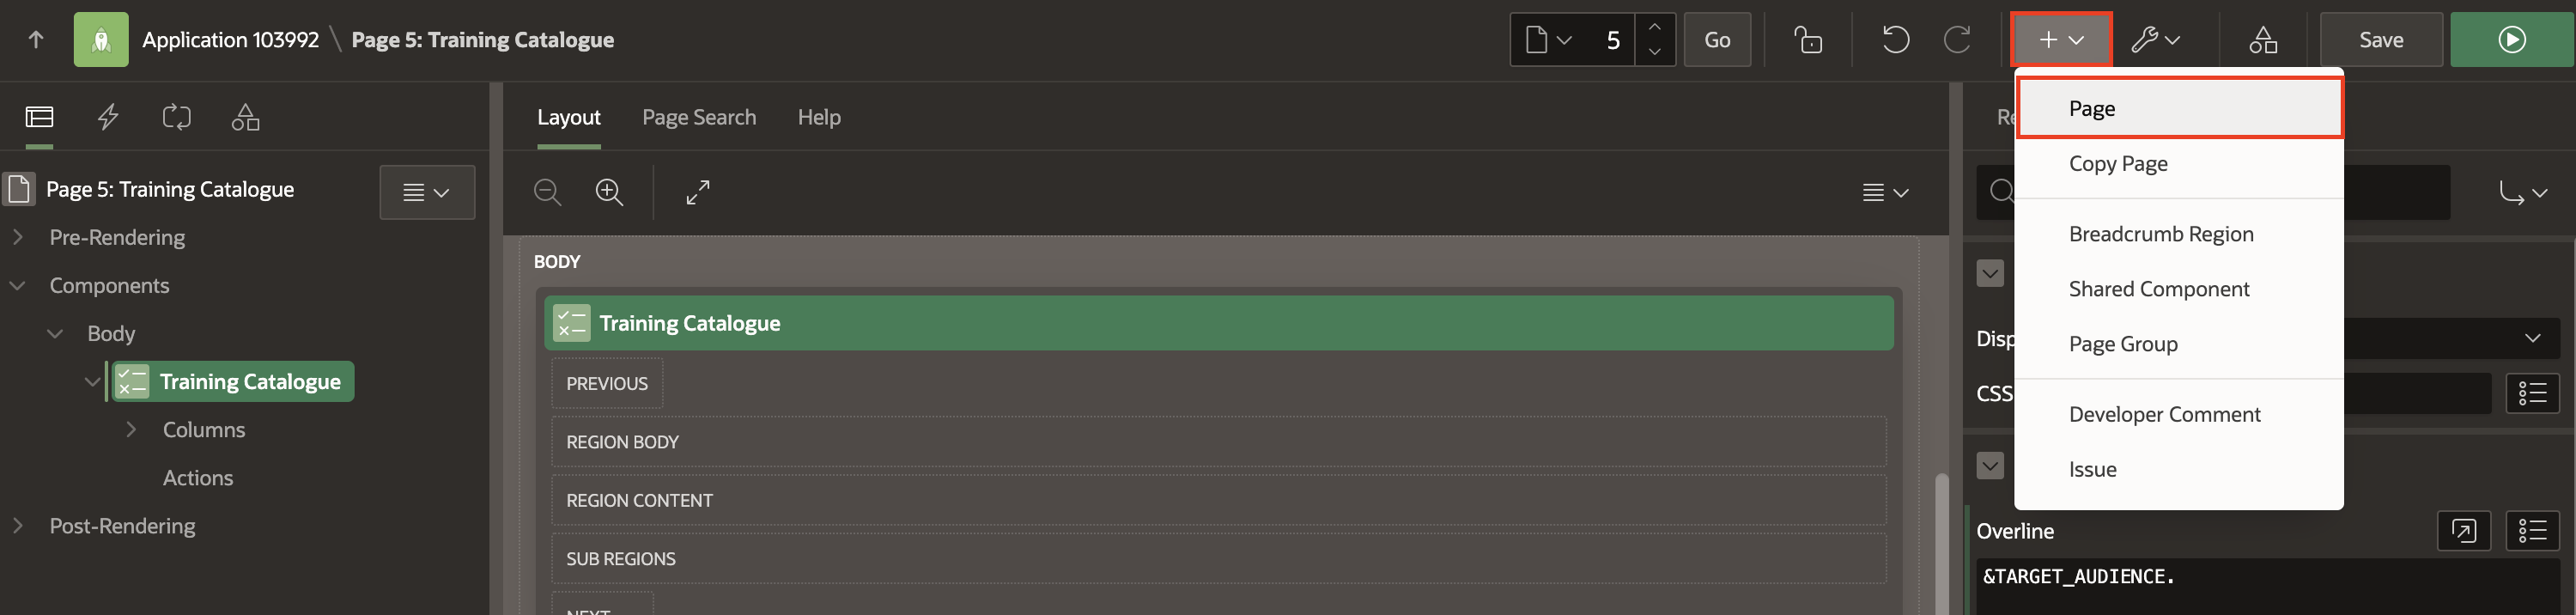 Application 103992 \ Page 5: Training Catalogue
5
Go
Save
Page 5: Training Catalogue
Pre-Rendering
Components
Body
Training Catalogue
Columns
Actions
Post-Rendering
Layout
Page Search
Help
BODY
Training Catalogue
PREVIOUS
REGION BODY
REGION CONTENT
SUB REGIONS
NEXT
Page
Copy Page
Breadcrumb Region
Shared Component
Page Group
Developer Comment
Issue
Re
Disp
CSS
Overline
&TARGET_AUDIENCE.